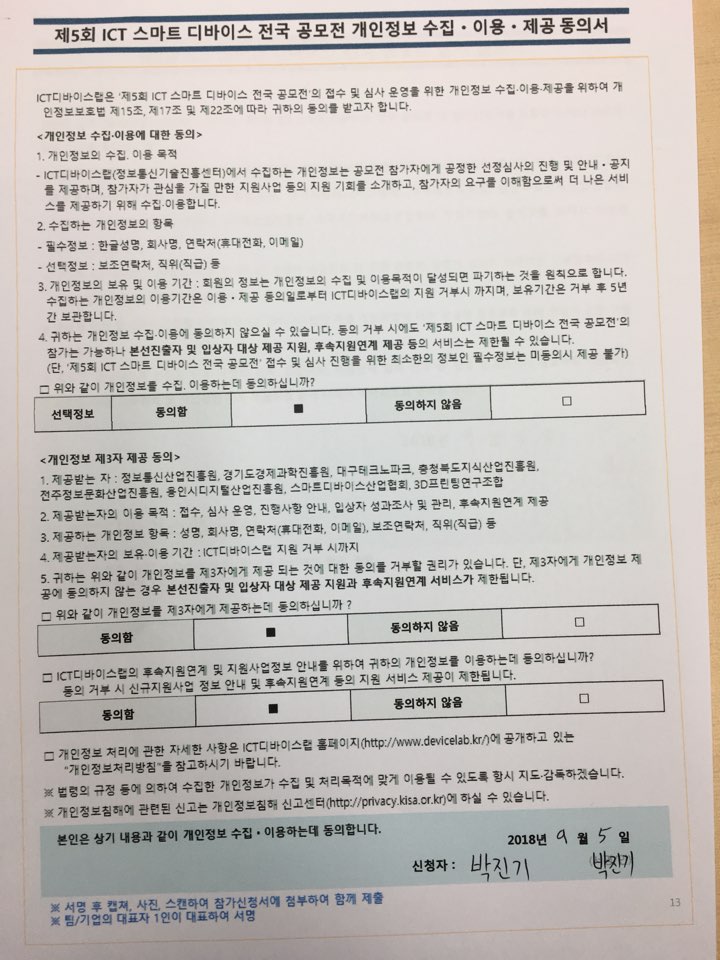 제5회 ICT 스마트 디바이스 전국 공모전 개인정보 수집・이용・제공 동의서
ICT디바이스랩은 '제5회 ICT 스마트 디바이스 전국 공모전'의 접수 및 심사 운영을 위한 개인정보 수집·이용·제공을 위하여 개
인정보보호법 제15조, 제17조 및 제22조에 따라 귀하의 동의를 받고자 합니다.
<개인정보 수집·이용에 대한 동의>
1. 개인정보의 수집. 이용 목적
- ICT디바이스랩(정보통신기술진흥센터)에서 수집하는 개인정보는 공모전 참가자에게 공정한 선정심사의 진행 및 안내・공지
를 제공하며, 참가자가 관심을 가질 만한 지원사업 등의 지원 기회를 소개하고, 참가자의 요구를 이해함으로써 더 나은 서비
스를 제공하기 위해 수집·이용합니다.
2. 수집하는 개인정보의 항목
- 필수정보 : 한글성명, 회사명, 연락처(휴대전화, 이메일)
- 선택정보 : 보조연락처, 직위(직급) 등
3. 개인정보의 보유 및 이용 기간 : 회원의 정보는 개인정보의 수집 및 이용목적이 달성되면 파기하는 것을 원칙으로 합니다.
수집하는 개인정보의 이용기간은 이용・제공 동의일로부터 ICT디바이스랩의 지원 거부시 까지며, 보유기간은 거부 후 5년
간 보관합니다.
4. 귀하는 개인정보 수집·이용에 동의하지 않으실 수 있습니다. 동의 거부 시에도 '제5회 ICT 스마트 디바이스 전국 공모전'의
참가는 가능하나 본선진출자 및 입상자 대상 제공 지원, 후속지원연계 제공 등의 서비스는 제한될 수 있습니다.
(단, '제5회 ICT 스마트 디바이스 전국 공모전' 접수 및 심사 진행을 위한 최소한의 정보인 필수정보는 미동의시 제공 불가)
□ 위와 같이 개인정보를 수집. 이용하는데 동의하십니까?
선택정보 동의함 ■ 동의하지 않음 □
<개인정보 제3자 제공 동의>
1. 제공받는 자 : 정보통신산업진흥원, 경기도경제과학진흥원, 대구테크노파크, 충청북도지식산업진흥원,
전주정보문화산업진흥원, 용인시디지털산업진흥원, 스마트디바이스산업협회, 3D프린팅연구조합
2. 제공받는자의 이용 목적 : 접수, 심사 운영, 진행사항 안내, 입상자 성과조사 및 관리, 후속지원연계 제공
3. 제공하는 개인정보 항목 : 성명, 회사명, 연락처(휴대전화, 이메일), 보조연락처, 직위(직급) 등
4. 제공받는자의 보유·이용 기간 : ICT디바이스랩 지원 거부 시까지
5. 귀하는 위와 같이 개인정보를 제3자에게 제공 되는 것에 대한 동의를 거부할 권리가 있습니다. 단, 제3자에게 개인정보 제
공에 동의하지 않는 경우 본선진출자 및 입상자 대상 제공 지원과 후속지원연계 서비스가 제한됩니다.
□ 위와 같이 개인정보를 제3자에게 제공하는데 동의하십니까 ?
동의함 ■ 동의하지 않음 □
□ ICT디바이스랩의 후속지원연계 및 지원사업정보 안내를 위하여 귀하의 개인정보를 이용하는데 동의하십니까?
동의 거부 시 신규지원사업 정보 안내 및 후속지원연계 등의 지원 서비스 제공이 제한됩니다.
동의함 ■ 동의하지 않음 □
□ 개인정보 처리에 관한 자세한 사항은 ICT디바이스랩 홈페이지(http://www.devicelab.kr/)에 공개하고 있는
"개인정보처리방침"을 참고하시기 바랍니다.
※ 법령의 규정 등에 의하여 수집한 개인정보가 수집 및 처리목적에 맞게 이용될 수 있도록 항시 지도·감독하겠습니다.
※ 개인정보침해에 관련된 신고는 개인정보침해 신고센터(http://privacy.kisa.or.kr)에 하실 수 있습니다.
본인은 상기 내용과 같이 개인정보 수집・이용하는데 동의합니다.
2018년 9 월 5 일
신청자 : 박진기 박진기
※ 서명 후 캡쳐, 사진, 스캔하여 참가신청서에 첨부하여 함께 제출
※ 팀/기업의 대표자 1인이 대표하여 서명
13